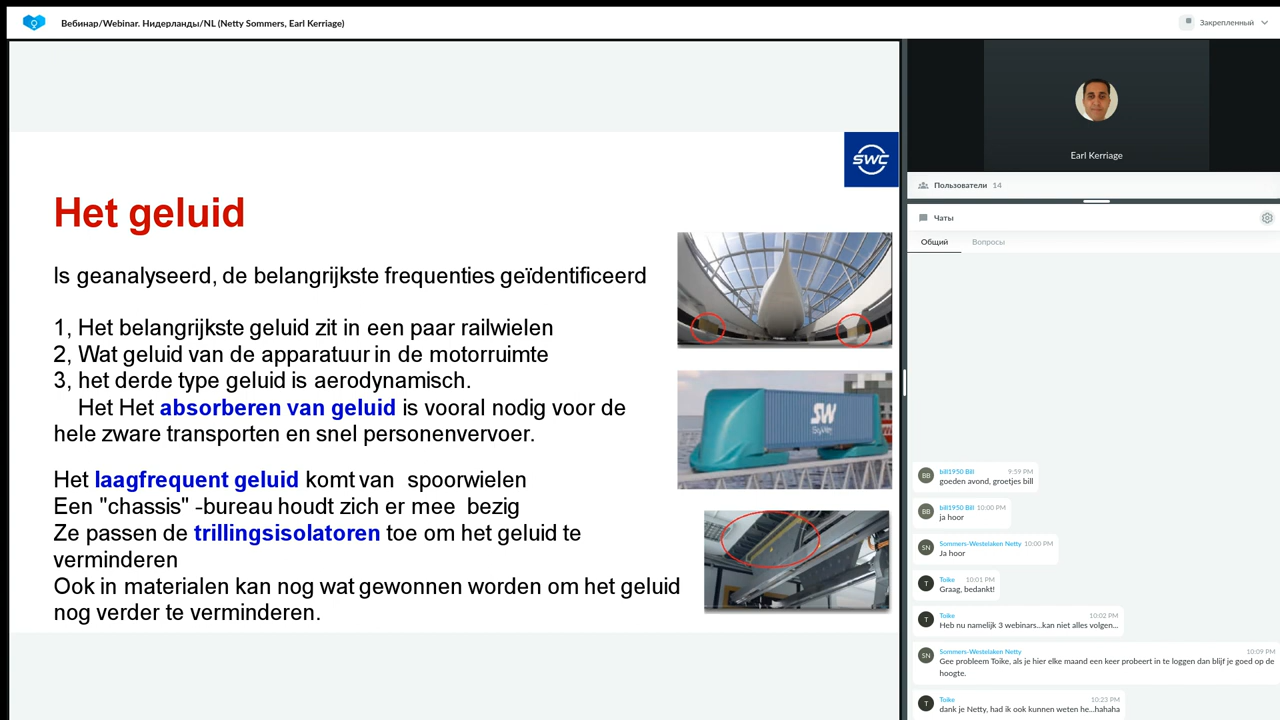 Вебинар/Webinar. Нидерланды/NL (Netty Sommers, Earl Kerriage)
Закрепленный
SWC
Het geluid
Is geanalyseerd, de belangrijkste frequenties geïdentificeerd
1, Het belangrijkste geluid zit in een paar railwielen
2, Wat geluid van de apparatuur in de motorruimte
3, het derde type geluid is aerodynamisch.
Het Het absorberen van geluid is vooral nodig voor de
hele zware transporten en snel personenvervoer.
Het laagfrequent geluid komt van spoorwielen
Een "chassis" -bureau houdt zich er mee bezig
Ze passen de trillingsisolatoren toe om het geluid te
verminderen
Ook in materialen kan nog wat gewonnen worden om het geluid
nog verder te verminderen.
SW
Earl Kerriage
Пользователи 14
Чаты
Общий Вопросы
BB bill1950 Bill 9:59 PM
goeden avond, groetjes bill
BB bill1950 Bill 10:00 PM
ja hoor
SN Sommers-Westelaken Netty 10:00 PM
Ja hoor
T Toike 10:01 PM
Graag, bedankt!
T Toike 10:02 PM
Heb nu namelijk 3 webinars...kan niet alles volgen...
SN Sommers-Westelaken Netty 10:09 PM
Gee probleem Toike, als je hier elke maand een keer probeert in te loggen dan blijf je goed op de
hoogte.
T Toike 10:23 PM
dank je Netty, had ik ook kunnen weten he...hahaha